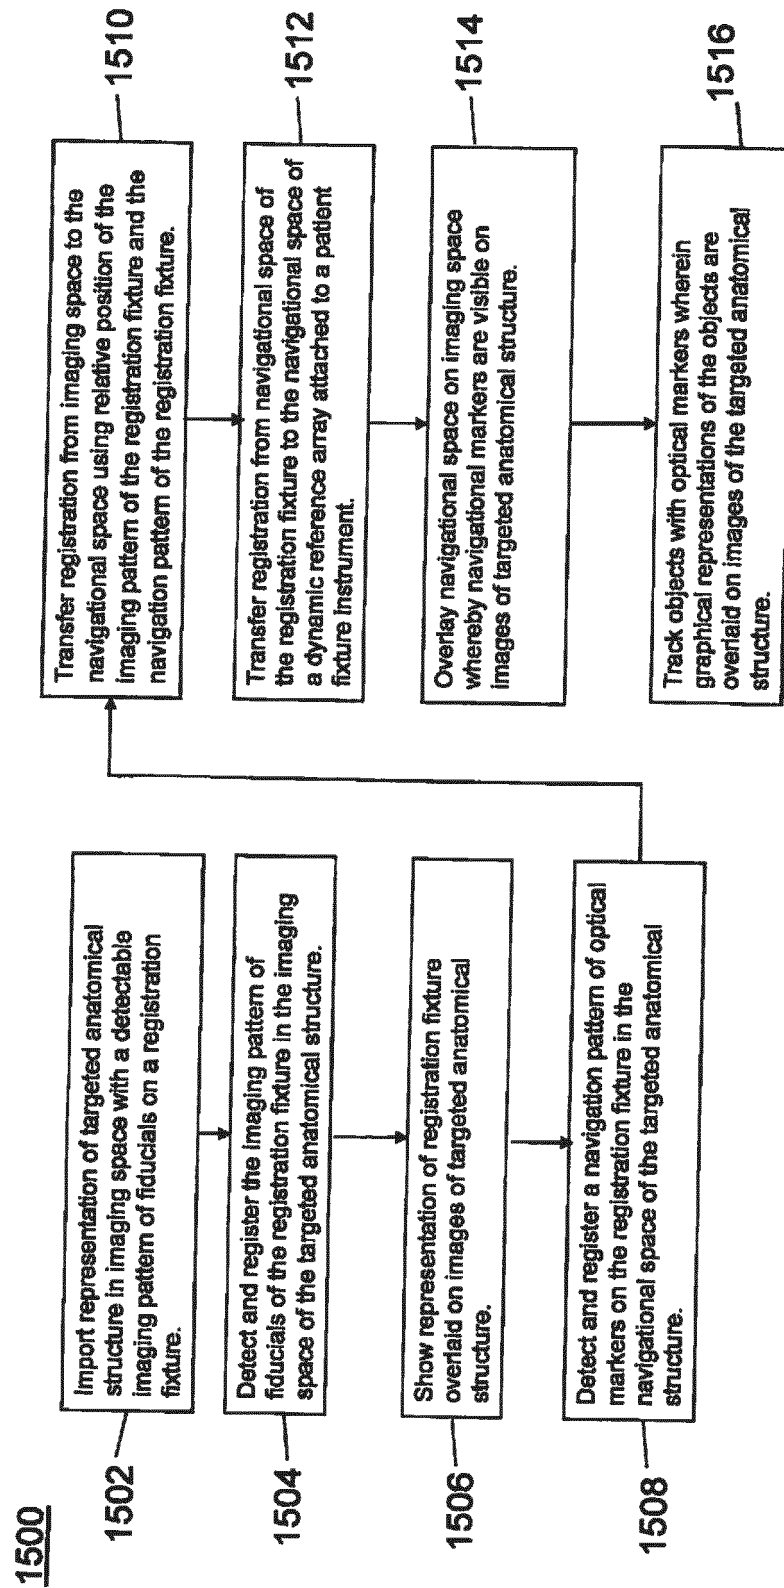 1500
1502
Import representation of targeted anatomical
structure in imaging space with a detectable
imaging pattern of fiducials on a registration
fixture.
1504
Detect and register the imaging pattern of
fiducials of the registration fixture in the imaging
space of the targeted anatomical structure.
1506
Show representation of registration fixture
overlaid on images of targeted anatomical
structure.
1508
Detect and register a navigation pattern of optical
markers on the registration fixture in the
navigational space of the targeted anatomical
structure.
1510
Transfer registration from imaging space to the
navigational space using relative position of the
imaging pattern of the registration fixture and the
navigation pattern of the registration fixture.
1512
Transfer registration from navigational space of
the registration fixture to the navigational space of
a dynamic reference array attached to a patient
fixture instrument.
1514
Overlay navigational space on imaging space
whereby navigational markers are visible on
images of targeted anatomical structure.
1516
Track objects with optical markers wherein
graphical representations of the objects are
overlaid on images of the targeted anatomical
structure.